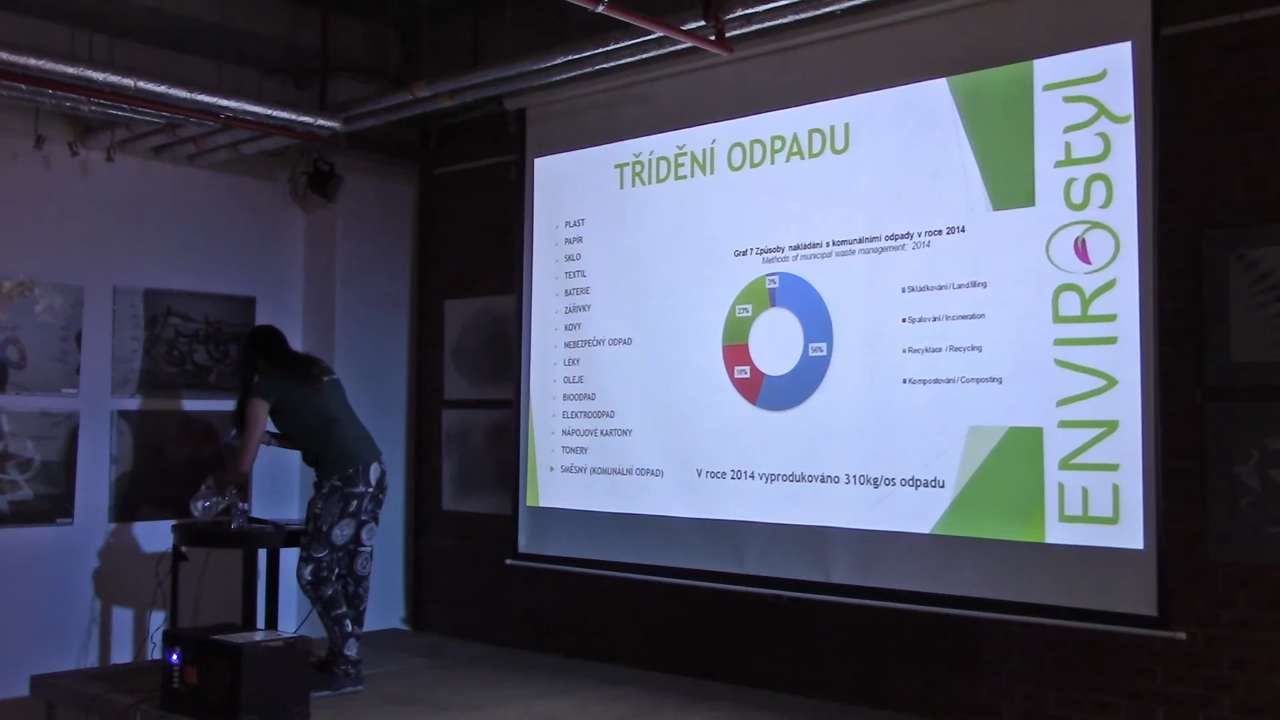 TŘÍDĚNÍ ODPADU
PLAST
PAPÍR
SKLO
TEXTIL
BATERIE
ZÁŘIVKY
KOVY
NEBEZPEČNÝ ODPAD
LÉKY
OLEJE
BIOODPAD
ELEKTROODPAD
NÁPOJOVÉ KARTONY
TONERY
SMĚSNÝ (KOMUNÁLNÍ ODPAD)
Graf 7 Způsoby nakládání s komunálními odpady v roce 2014
Methods of municipal waste management; 2014
3%
23%
56%
18%
Skládkování / Landfilling
Spalování / Incineration
Recyklace / Recycling
Kompostování / Composting
V roce 2014 vyprodukováno 310kg/os odpadu
ENVIROstyl